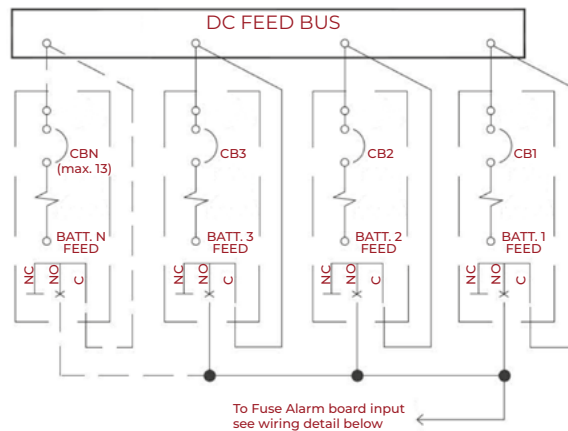 DC FEED BUS
CBN
(max. 13)
CB3
CB2
CB1
BATT. N
FEED
BATT. 3
FEED
BATT. 2
FEED
BATT. 1
FEED
NC
NO
C
NC
NO
C
NC
NO
C
NC
NO
C
To Fuse Alarm board input
see wiring detail below